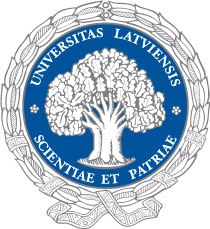 UNIVERSITAS LATVIENSIS
SCIENTIAE ET PATRIAE